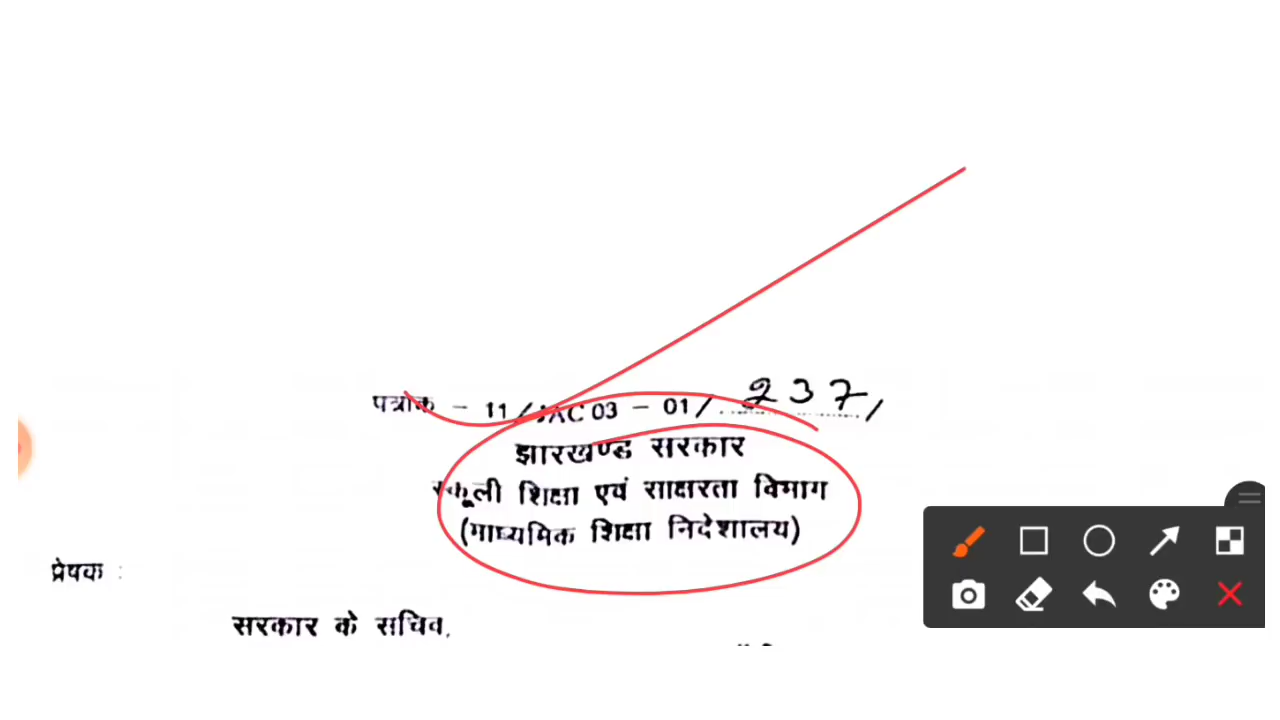 पत्रांक - 11/JAC 03 - 01/ 237/
झारखण्ड सरकार
स्कूली शिक्षा एवं साक्षरता विभाग
(माध्यमिक शिक्षा निदेशालय)
प्रेषक :
सरकार के सचिव,